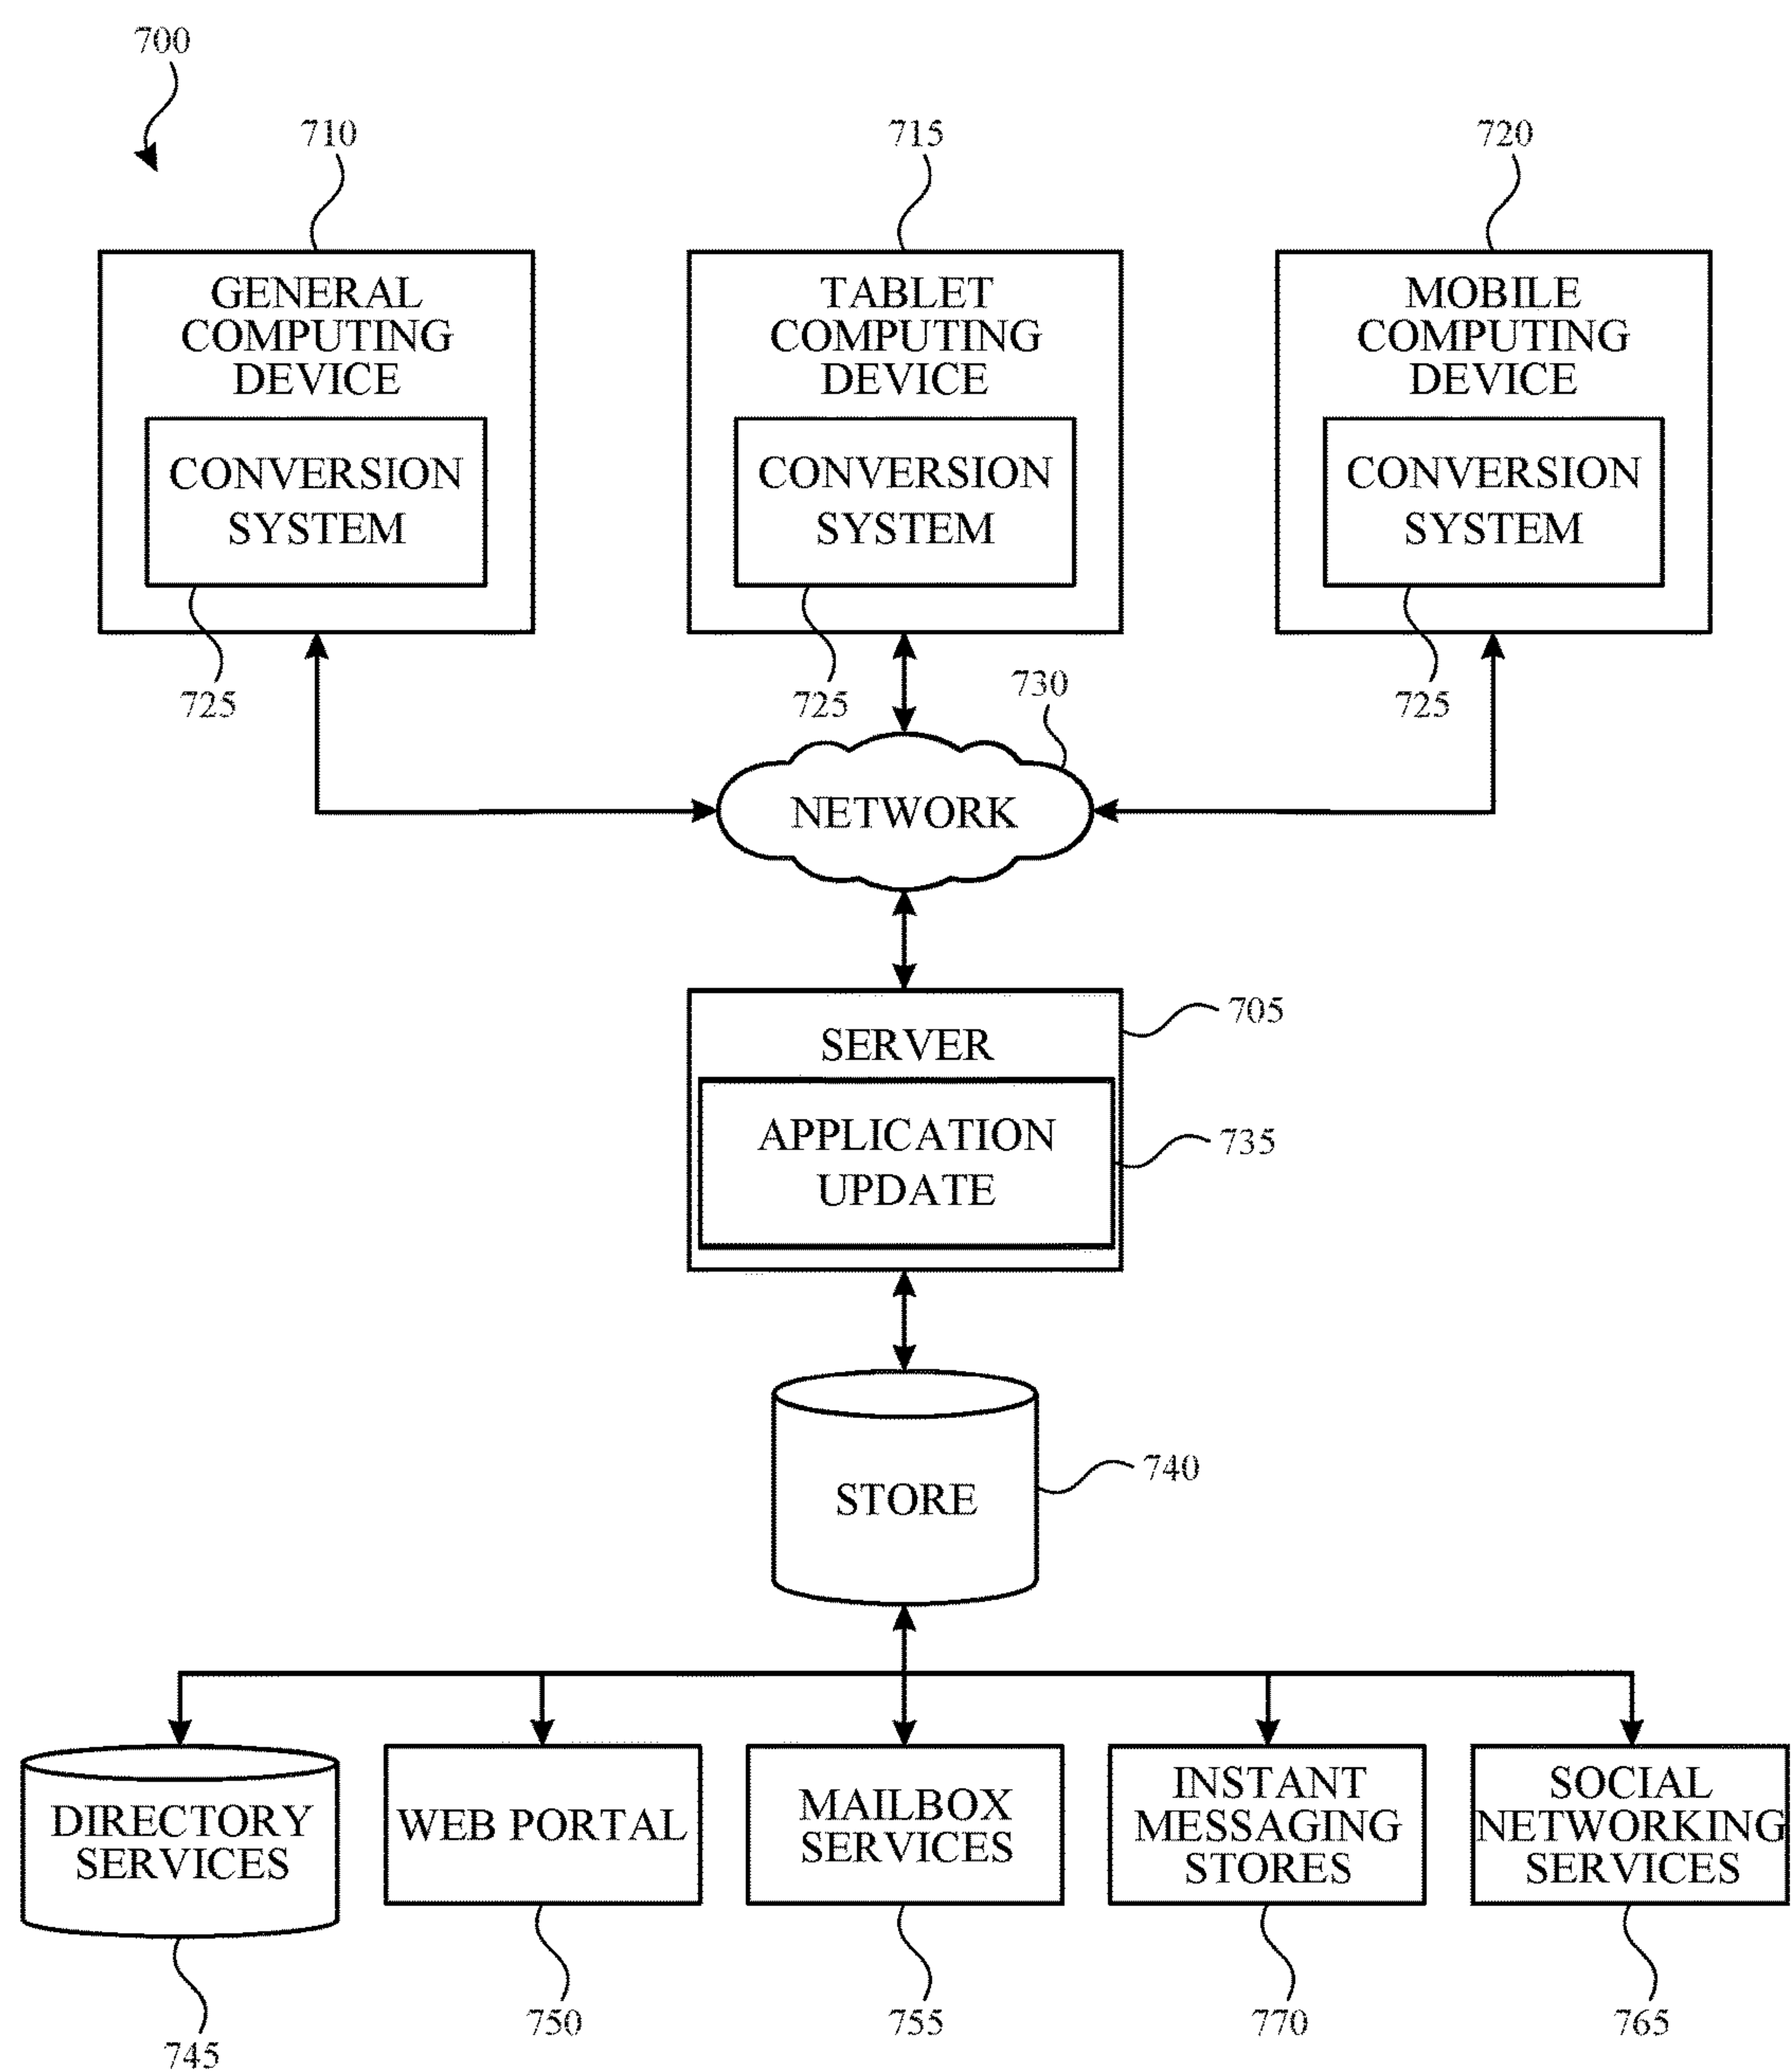 700
710
715
720
GENERAL
COMPUTING
DEVICE
CONVERSION
SYSTEM
725
TABLET
COMPUTING
DEVICE
CONVERSION
SYSTEM
725
MOBILE
COMPUTING
DEVICE
CONVERSION
SYSTEM
725
730
NETWORK
705
SERVER
APPLICATION
UPDATE
735
STORE
740
DIRECTORY
SERVICES
745
WEB PORTAL
750
MAILBOX
SERVICES
755
INSTANT
MESSAGING
STORES
770
SOCIAL
NETWORKING
SERVICES
765